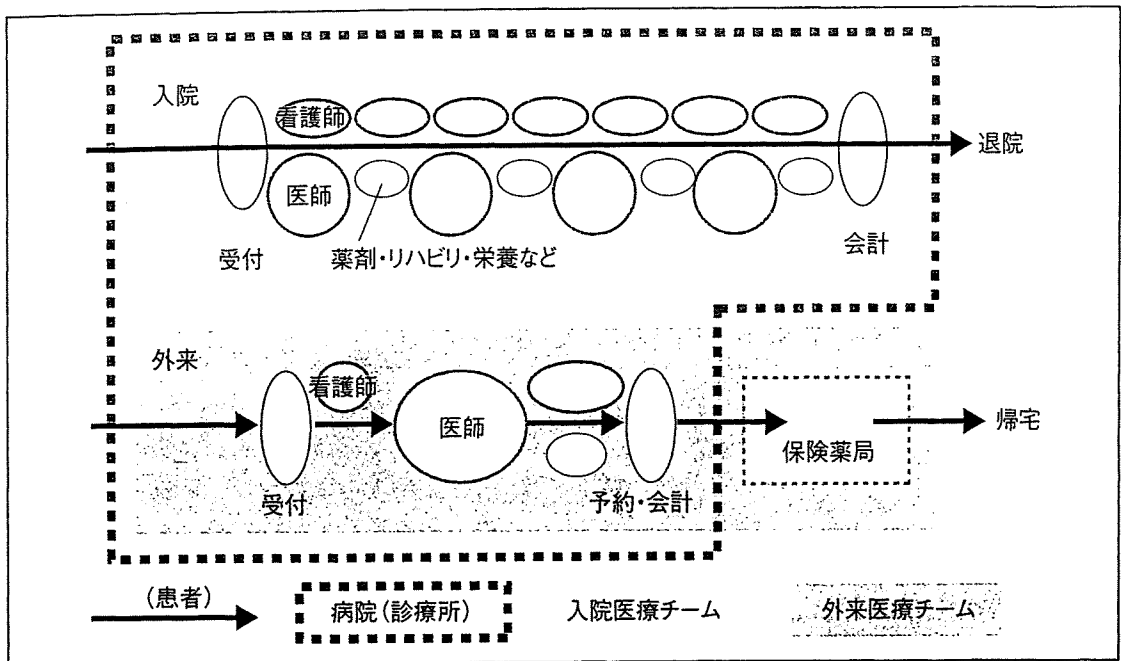 入院
看護師
退院
医師
受付
薬剤・リハビリ・栄養など
会計
外来
看護師
医師
帰宅
保険薬局
受付
予約・会計
(患者)
病院(診療所)
入院医療チーム
外来医療チーム